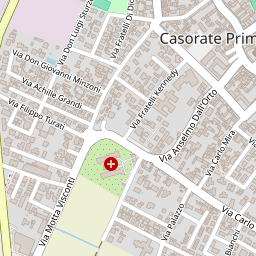 Via Don Luigi Sturzo
Via Fratelli Di Di
Casorate Prim
Via Don Giovanni Minzoni
Via Achille Grandi
Via Filippo Turati
Via Fratelli Kennedy
Via Anselmo Dall'Orto
Via Carlo Mira
Via Motta Visconti
Via Palazzo
Via Carlo
Bianchi